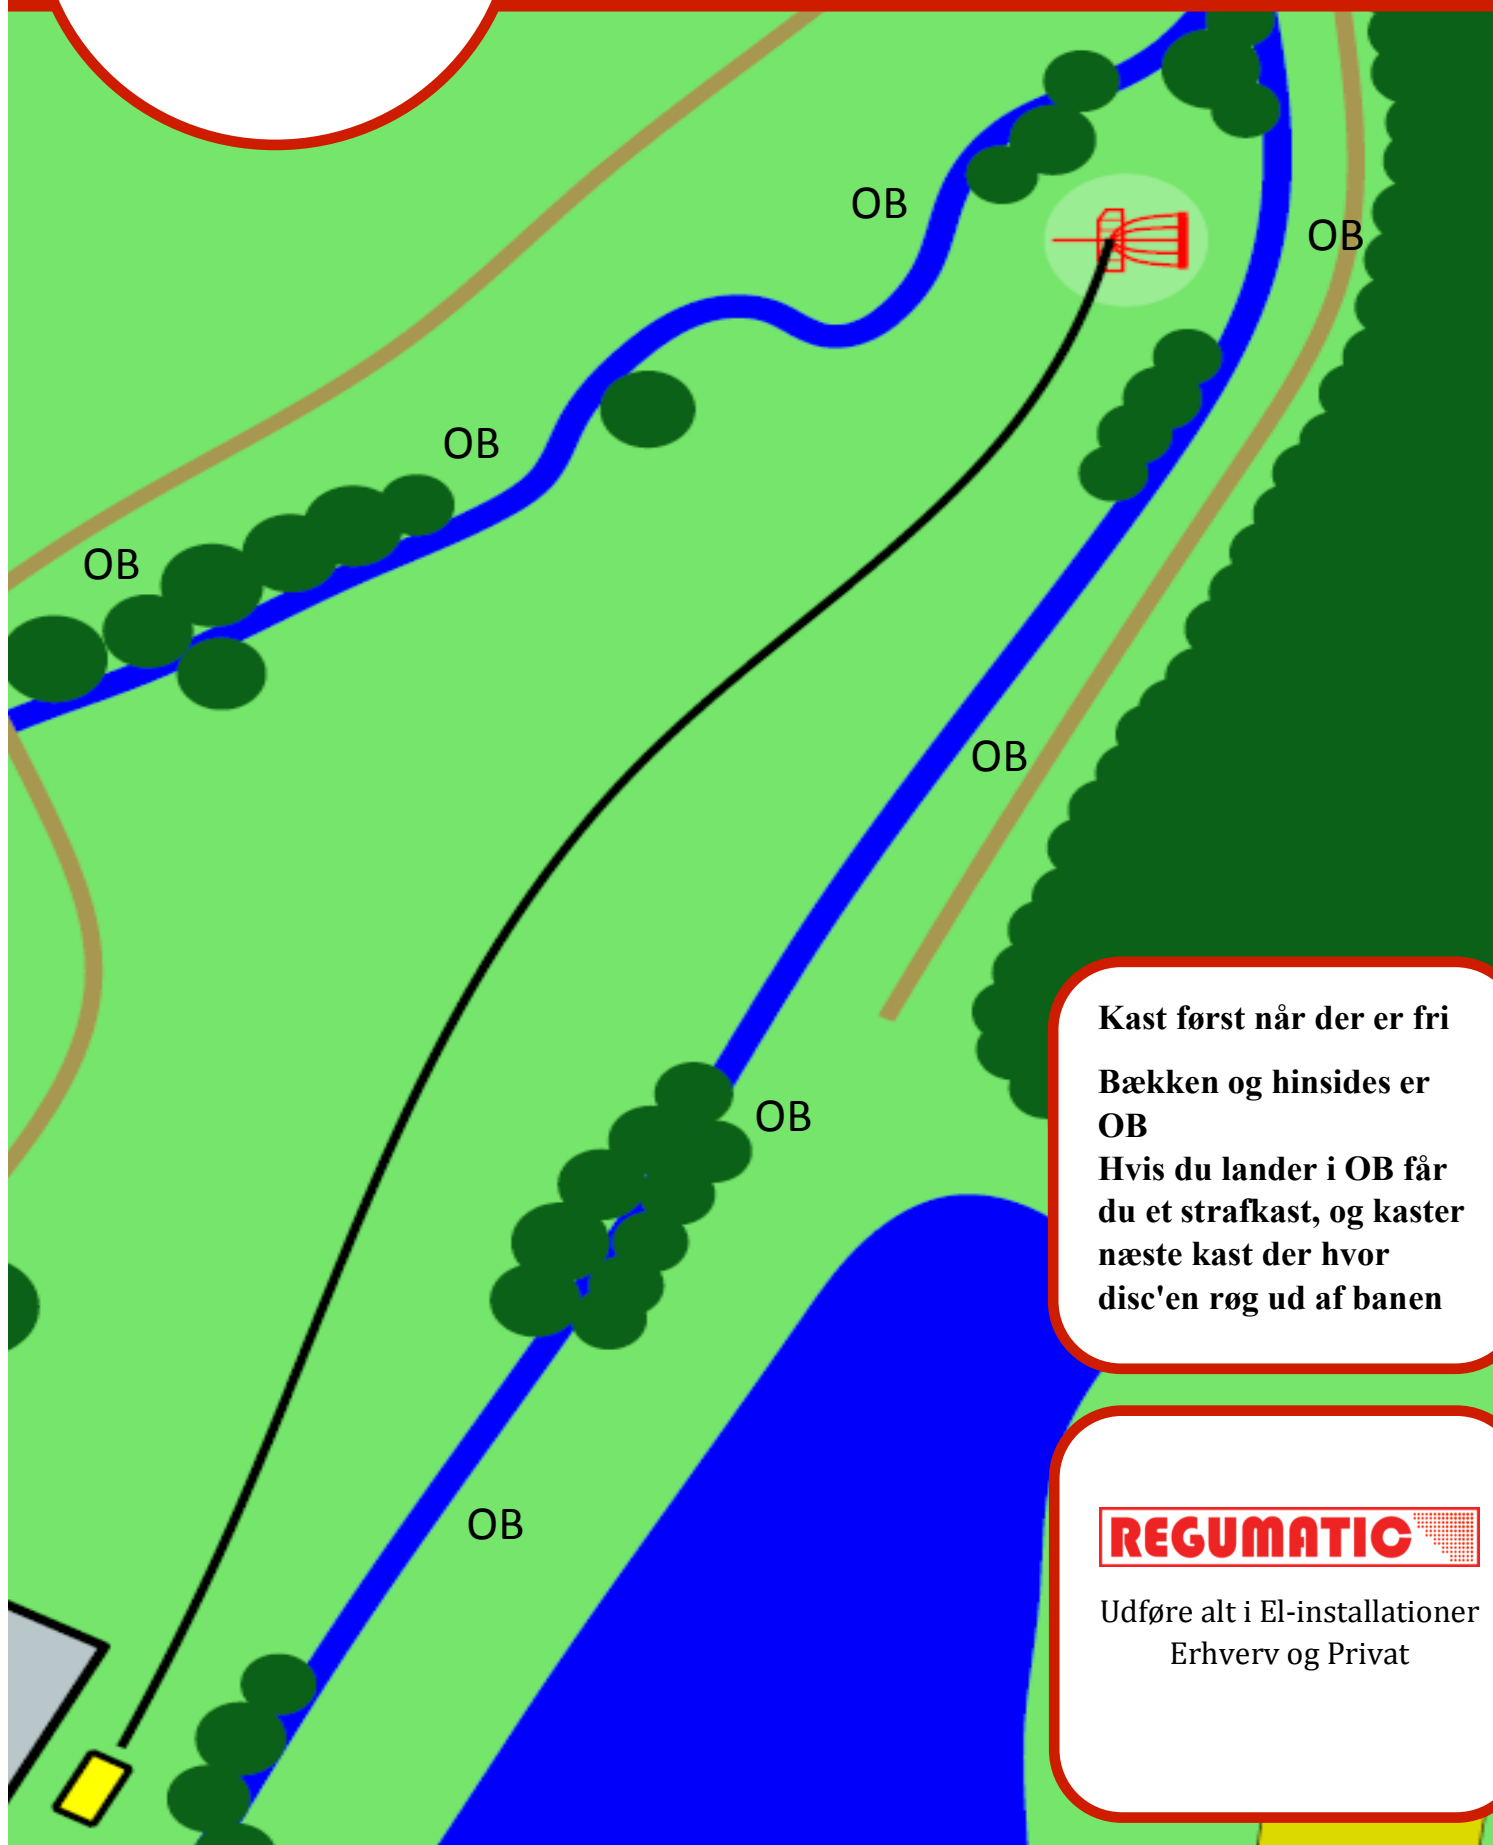 OB
OB
OB
OB
OB
OB
OB
Kast først når der er fri
Bækken og hinsides er
OB
Hvis du lander i OB får
du et strafkast, og kaster
næste kast der hvor
disc'en røg ud af banen
REGUMATIC
Udføre alt i El-installationer
Erhverv og Privat